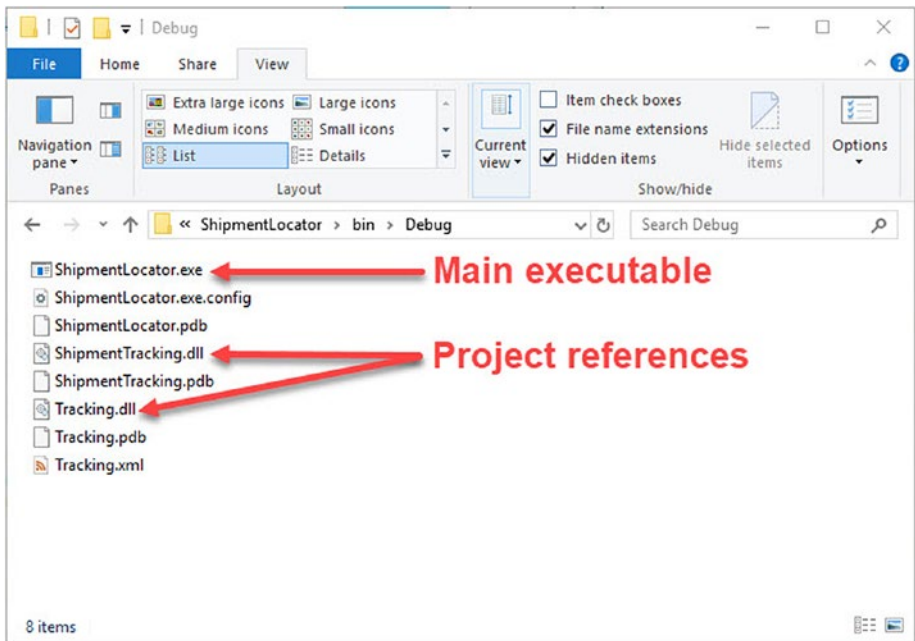 Debug
File Home Share View
Navigation pane
Extra large icons Large icons
Medium icons Small icons
List Details
Current view
Item check boxes
File name extensions
Hidden items
Hide selected items
Options
Panes Layout Show/hide
« ShipmentLocator > bin > Debug Search Debug
ShipmentLocator.exe Main executable
ShipmentLocator.exe.config
ShipmentLocator.pdb
ShipmentTracking.dll Project references
ShipmentTracking.pdb
Tracking.dll
Tracking.pdb
Tracking.xml
8 items